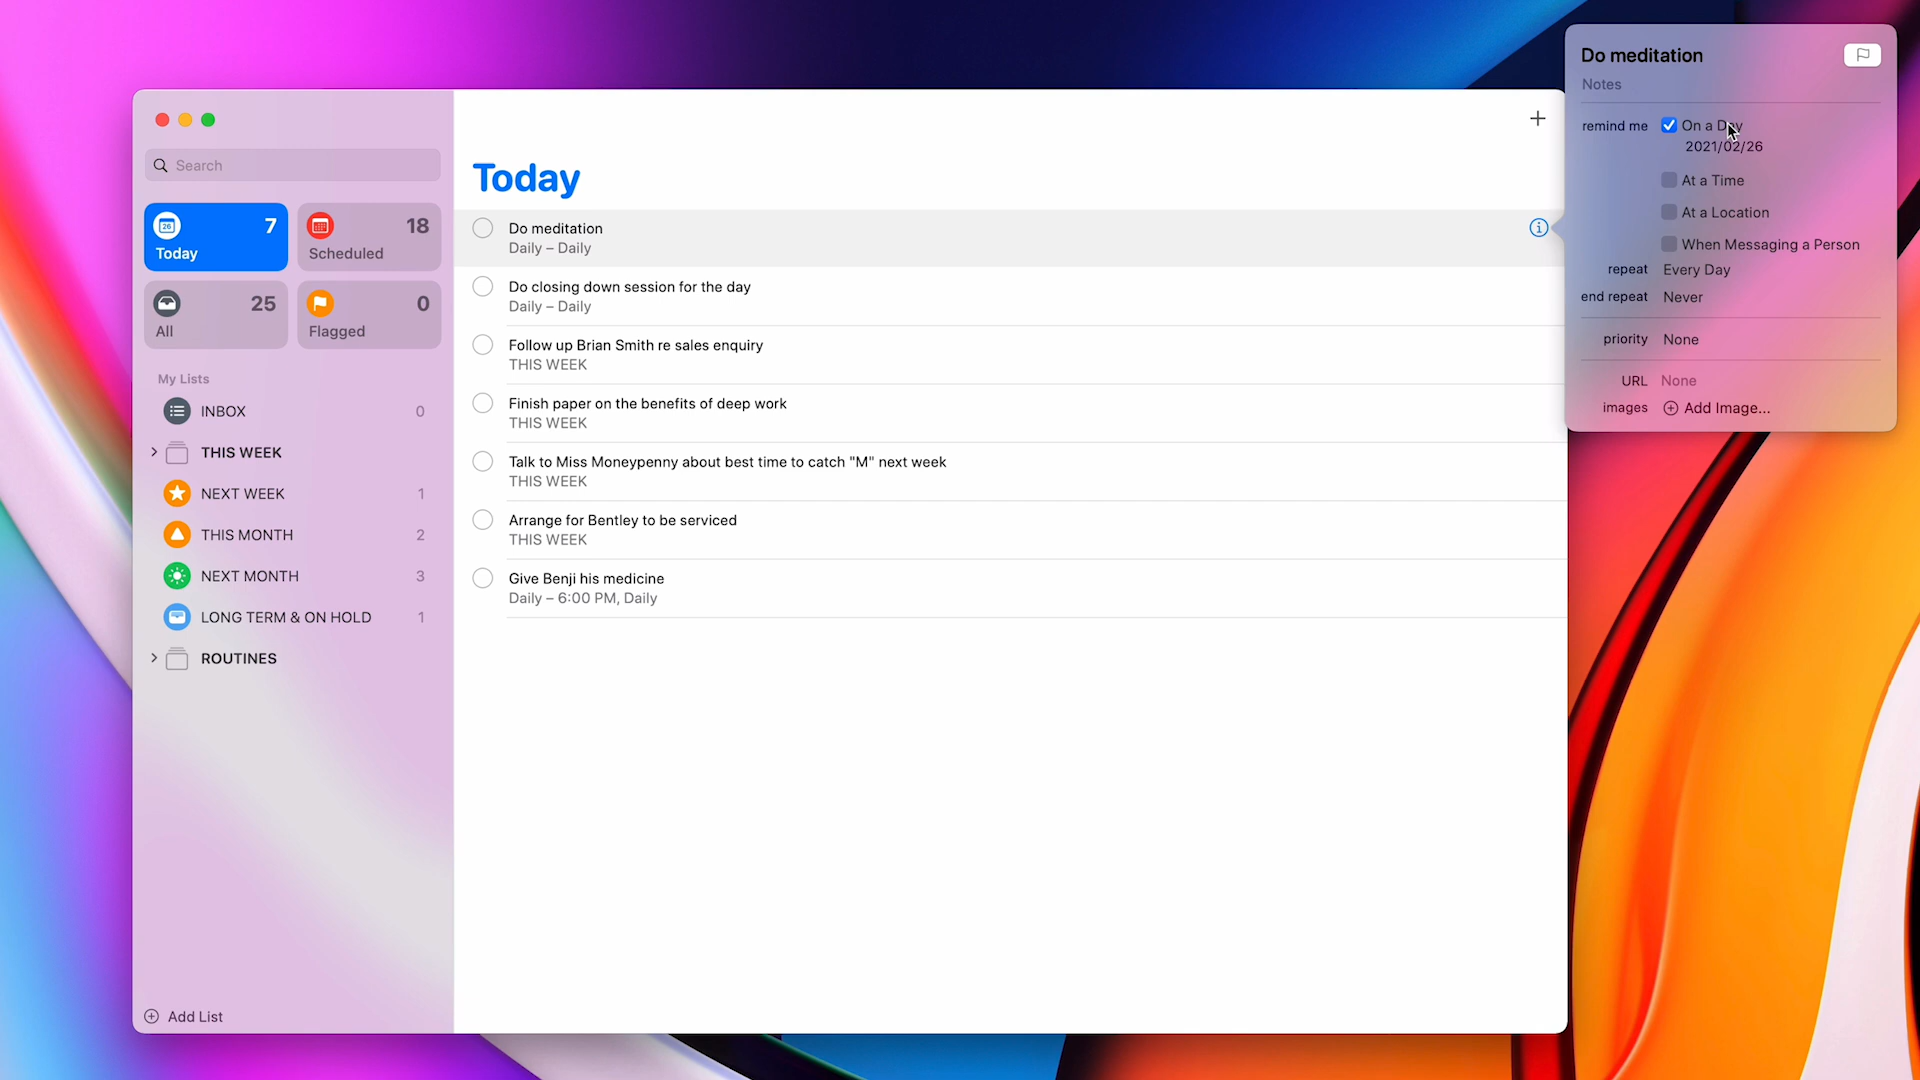 Search
26
7
Today
18
Scheduled
25
All
0
Flagged
My Lists
INBOX 0
THIS WEEK
NEXT WEEK 1
THIS MONTH 2
NEXT MONTH 3
LONG TERM & ON HOLD 1
ROUTINES
Add List
Today
Do meditation
Daily – Daily
Do closing down session for the day
Daily – Daily
Follow up Brian Smith re sales enquiry
THIS WEEK
Finish paper on the benefits of deep work
THIS WEEK
Talk to Miss Moneypenny about best time to catch "M" next week
THIS WEEK
Arrange for Bentley to be serviced
THIS WEEK
Give Benji his medicine
Daily – 6:00 PM, Daily
Do meditation
Notes
remind me On a Day
2021/02/26
At a Time
At a Location
When Messaging a Person
repeat Every Day
end repeat Never
priority None
URL None
images Add Image...